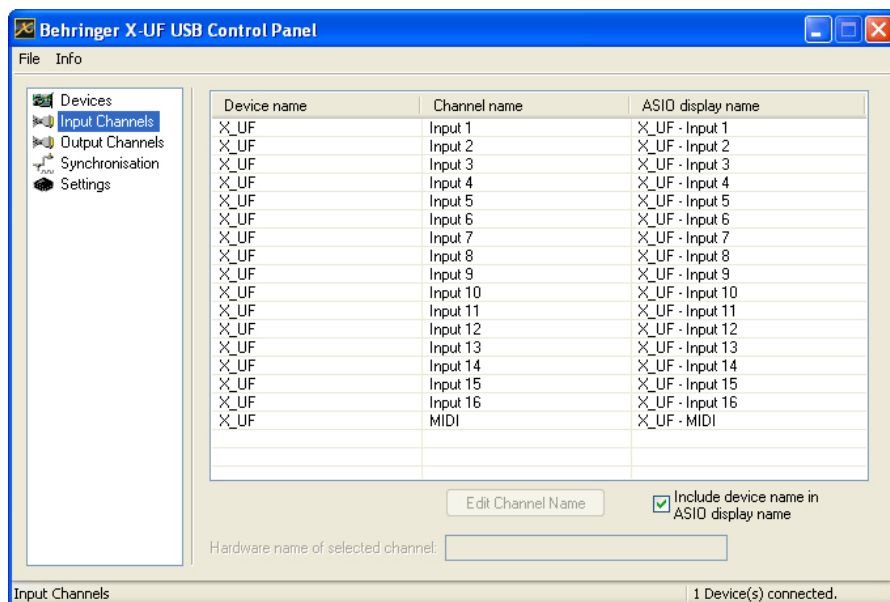 Behringer X-UF USB Control Panel
File Info
Devices
Input Channels
Output Channels
Synchronisation
Settings
Device name Channel name ASIO display name
X_UF Input 1 X_UF - Input 1
X_UF Input 2 X_UF - Input 2
X_UF Input 3 X_UF - Input 3
X_UF Input 4 X_UF - Input 4
X_UF Input 5 X_UF - Input 5
X_UF Input 6 X_UF - Input 6
X_UF Input 7 X_UF - Input 7
X_UF Input 8 X_UF - Input 8
X_UF Input 9 X_UF - Input 9
X_UF Input 10 X_UF - Input 10
X_UF Input 11 X_UF - Input 11
X_UF Input 12 X_UF - Input 12
X_UF Input 13 X_UF - Input 13
X_UF Input 14 X_UF - Input 14
X_UF Input 15 X_UF - Input 15
X_UF Input 16 X_UF - Input 16
X_UF MIDI X_UF - MIDI
Edit Channel Name
Include device name in
ASIO display name
Hardware name of selected channel:
Input Channels 1 Device(s) connected.